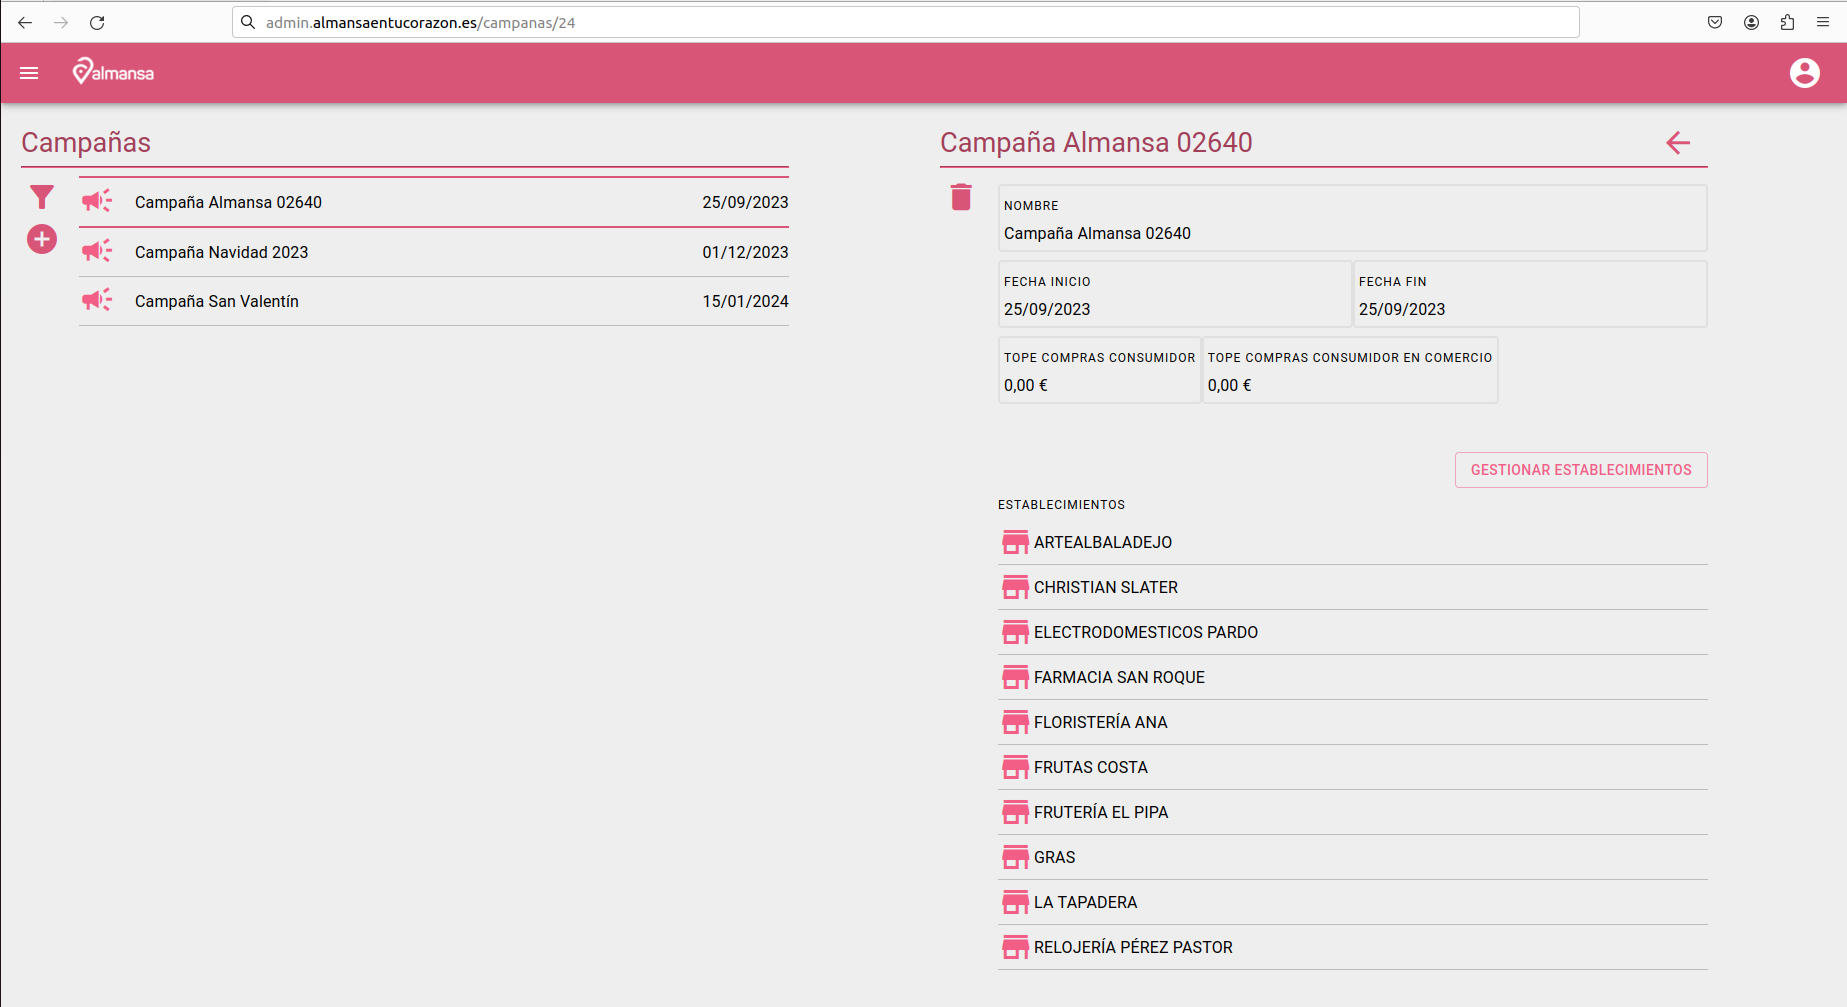 admin.almansaentucorazon.es/campanas/24
almansa
Campañas
Campaña Almansa 02640 25/09/2023
Campaña Navidad 2023 01/12/2023
Campaña San Valentín 15/01/2024
Campaña Almansa 02640
NOMBRE
Campaña Almansa 02640
FECHA INICIO FECHA FIN
25/09/2023 25/09/2023
TOPE COMPRAS CONSUMIDOR TOPE COMPRAS CONSUMIDOR EN COMERCIO
0,00 € 0,00 €
GESTIONAR ESTABLECIMIENTOS
ESTABLECIMIENTOS
ARTEALBALADEJO
CHRISTIAN SLATER
ELECTRODOMESTICOS PARDO
FARMACIA SAN ROQUE
FLORISTERÍA ANA
FRUTAS COSTA
FRUTERÍA EL PIPA
GRAS
LA TAPADERA
RELOJERÍA PÉREZ PASTOR